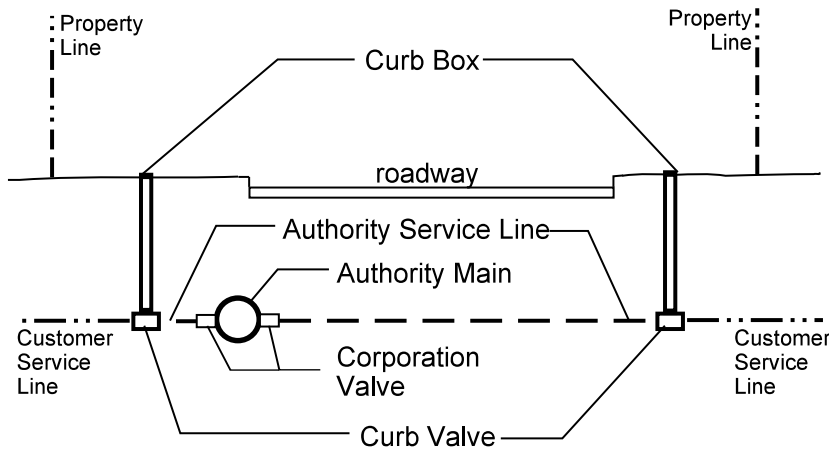 Property
Line
Property
Line
Curb Box
roadway
Authority Service Line
Authority Main
Customer
Service
Line
Corporation
Valve
Customer
Service
Line
Curb Valve